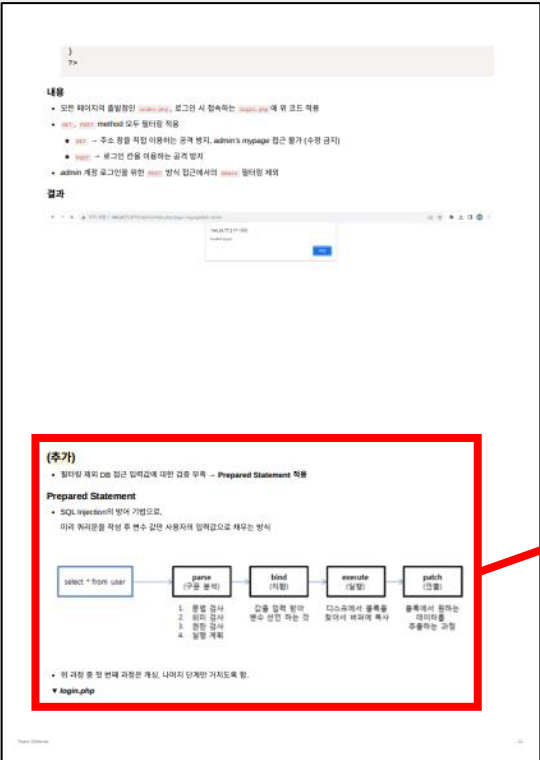 }
?>
내용
• 모든 페이지의 출발점인 index.php, 로그인 시 접속하는 login.php 에 위 코드 적용
• GET, POST method 모두 필터링 적용
GET → 주소 창을 직접 이용하는 공격 방지, admin's mypage 접근 불가 (수정 금지)
POST → 로그인 칸을 이용하는 공격 방지
• admin 계정 로그인을 위한 POST 방식 접근에서의 admin 필터링 제외
결과
(추가)
• 필터링 제외 DB 접근 입력값에 대한 검증 부족 → Prepared Statement 적용
Prepared Statement
• SQL Injection의 방어 기법으로,
미리 쿼리문을 작성 후 변수 값만 사용자의 입력값으로 채우는 방식
select * from user
parse
(구문 분석)
bind
(치환)
execute
(실행)
patch
(인출)
1. 문법 검사
2. 의미 검사
3. 권한 검사
4. 실행 계획
값을 입력 받아
변수 선언 하는 것
디스크에서 블록을
찾아서 버퍼에 복사
블록에서 원하는
데이터를
추출하는 과정
• 위 과정 중 첫 번째 과정은 캐싱, 나머지 단계만 거치도록 함.
▼ login.php